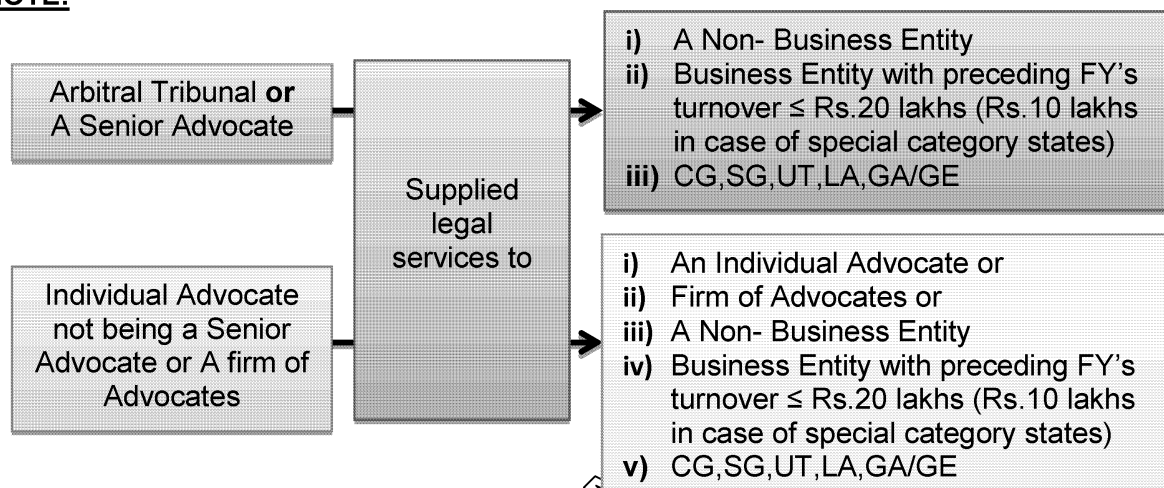 NOTE:
Arbitral Tribunal or
A Senior Advocate
Individual Advocate
not being a Senior
Advocate or A firm of
Advocates
Supplied
legal
services to
i) A Non- Business Entity
ii) Business Entity with preceding FY's
turnover ≤ Rs.20 lakhs (Rs.10 lakhs
in case of special category states)
iii) CG,SG,UT,LA,GA/GE
i) An Individual Advocate or
ii) Firm of Advocates or
iii) A Non- Business Entity
iv) Business Entity with preceding FY's
turnover ≤ Rs.20 lakhs (Rs.10 lakhs
in case of special category states)
v) CG,SG,UT,LA,GA/GE